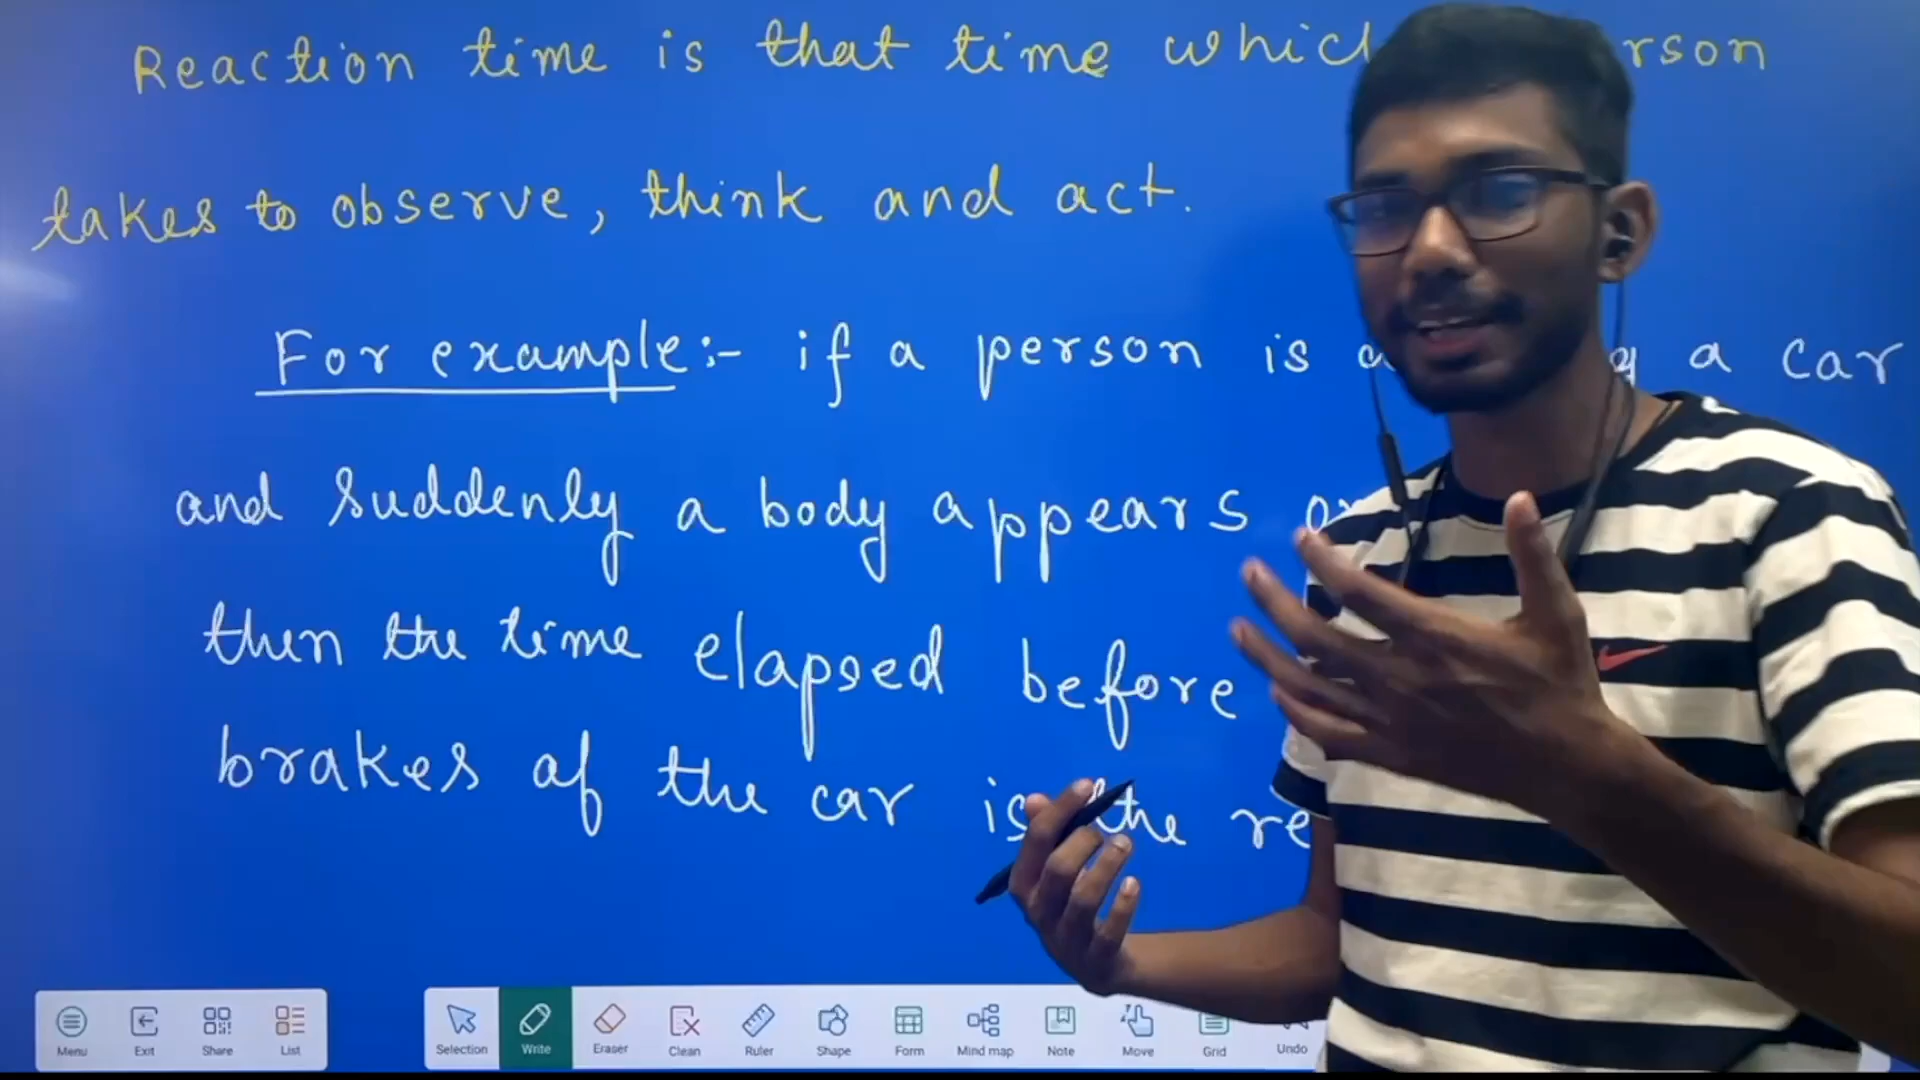 Reaction time is that time
takes to observe, think and act.
For example:- if a person is a car
and suddenly a body appears
then the time elapsed before
brakes of the car is the
Menu Exit Share List Selection Write Eraser Clean Ruler Shape Form Mind map Note Move Grid Undo